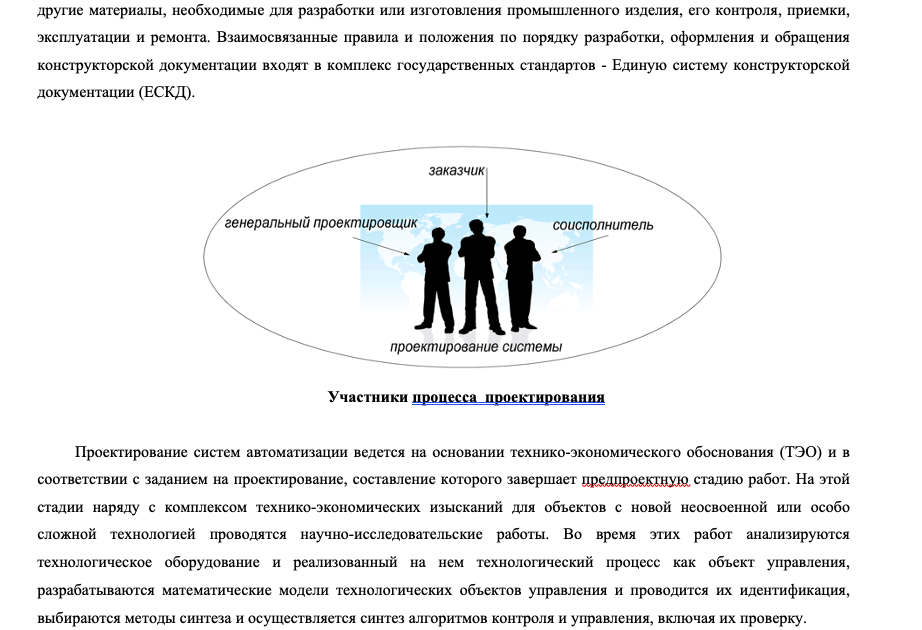 другие материалы, необходимые для разработки или изготовления промышленного изделия, его контроля, приемки,
эксплуатации и ремонта. Взаимосвязанные правила и положения по порядку разработки, оформления и обращения
конструкторской документации входят в комплекс государственных стандартов - Единую систему конструкторской
документации (ЕСКД).
заказчик
генеральный проектировщик
соисполнитель
проектирование системы
Участники процесса проектирования
Проектирование систем автоматизации ведется на основании технико-экономического обоснования (ТЭО) и в
соответствии с заданием на проектирование, составление которого завершает предпроектную стадию работ. На этой
стадии наряду с комплексом технико-экономических изысканий для объектов с новой неосвоенной или особо
сложной технологией проводятся научно-исследовательские работы. Во время этих работ анализируются
технологическое оборудование и реализованный на нем технологический процесс как объект управления,
разрабатываются математические модели технологических объектов управления и проводится их идентификация,
выбираются методы синтеза и осуществляется синтез алгоритмов контроля и управления, включая их проверку.